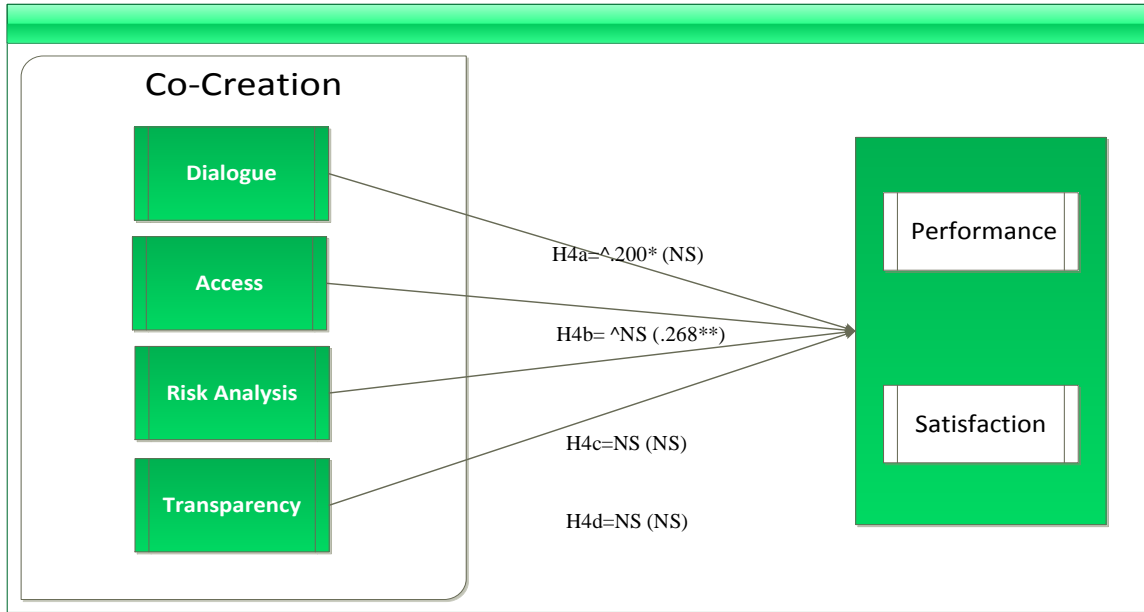 Co-Creation
Dialogue
Access
Risk Analysis
Transparency
H4a=^.200* (NS)
H4b= ^NS (.268**)
H4c=NS (NS)
H4d=NS (NS)
Performance
Satisfaction